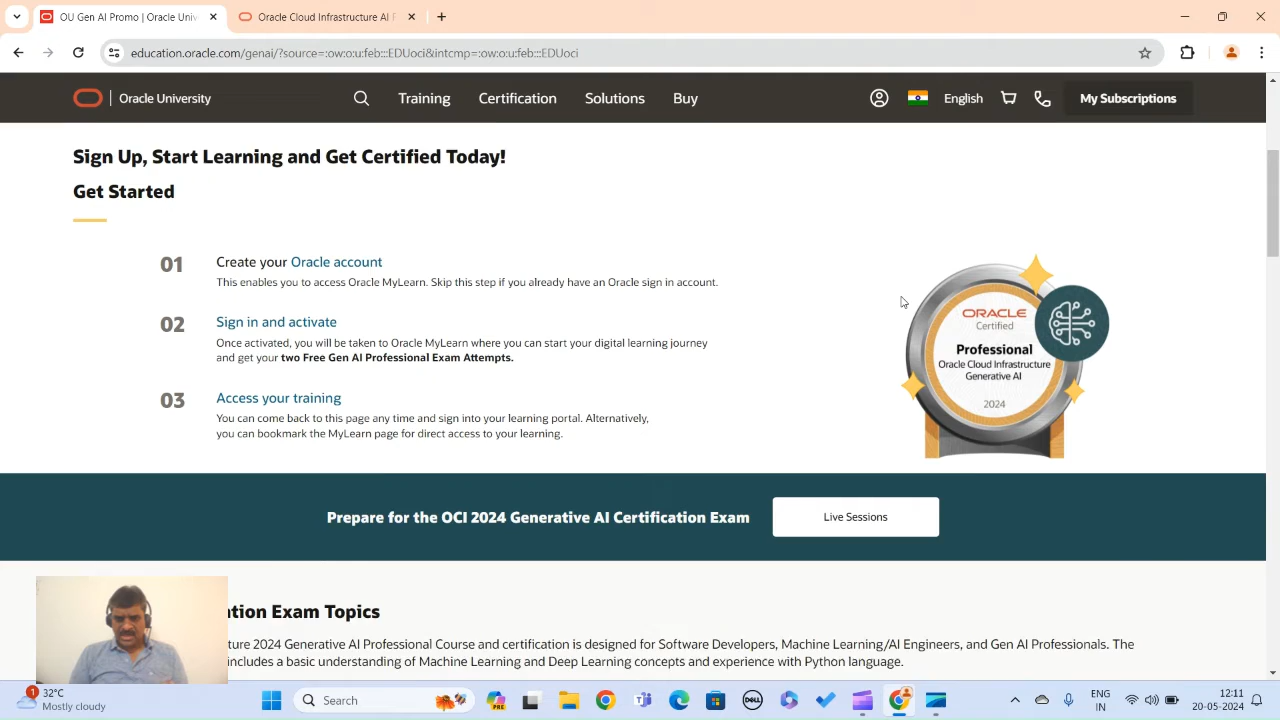 OU Gen AI Promo | Oracle Univ
Oracle Cloud Infrastructure AI F
education.oracle.com/genai/?source=:ow:o:u:feb:::EDUoci&intcmp=:ow:o:u:feb:::EDUoci
Oracle University
Training
Certification
Solutions
Buy
English
My Subscriptions
Sign Up, Start Learning and Get Certified Today!
Get Started
01
Create your Oracle account
This enables you to access Oracle MyLearn. Skip this step if you already have an Oracle sign in account.
02
Sign in and activate
Once activated, you will be taken to Oracle MyLearn where you can start your digital learning journey
and get your two Free Gen AI Professional Exam Attempts.
03
Access your training
You can come back to this page any time and sign into your learning portal. Alternatively,
you can bookmark the MyLearn page for direct access to your learning.
ORACLE
Certified
Professional
Oracle Cloud Infrastructure
Generative AI
2024
Prepare for the OCI 2024 Generative AI Certification Exam
Live Sessions
ation Exam Topics
ture 2024 Generative AI Professional Course and certification is designed for Software Developers, Machine Learning/AI Engineers, and Gen AI Professionals. The
includes a basic understanding of Machine Learning and Deep Learning concepts and experience with Python language.
1
32°C
Mostly cloudy
Search
PRE
DELL
ENG
IN
12:11
20-05-2024